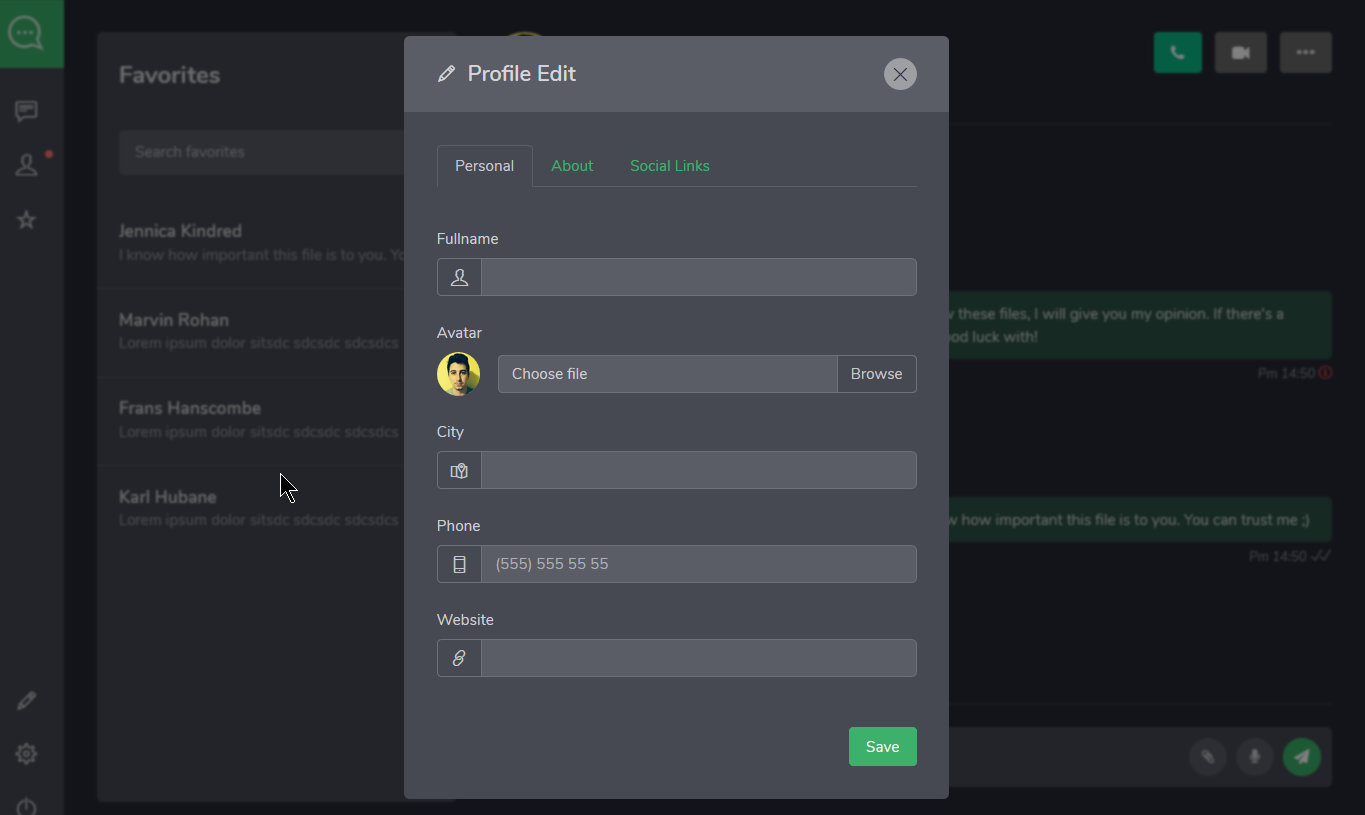 Favorites
Search favorites
Jennica Kindred
I know how important this file is to you.
Marvin Rohan
Lorem ipsum dolor sitsdc sdcsdc sdcsdcs
Frans Hanscombe
Lorem ipsum dolor sitsdc sdcsdc sdcsdcs
Karl Hubane
Lorem ipsum dolor sitsdc sdcsdc sdcsdcs
Profile Edit
Personal
About
Social Links
Fullname
Avatar
Choose file
Browse
City
Phone
(555) 555 55 55
Website
Save
these files, I will give you my opinion. If there's a
luck with!
Pm 14:50
how important this file is to you. You can trust me ;)
Pm 14:50